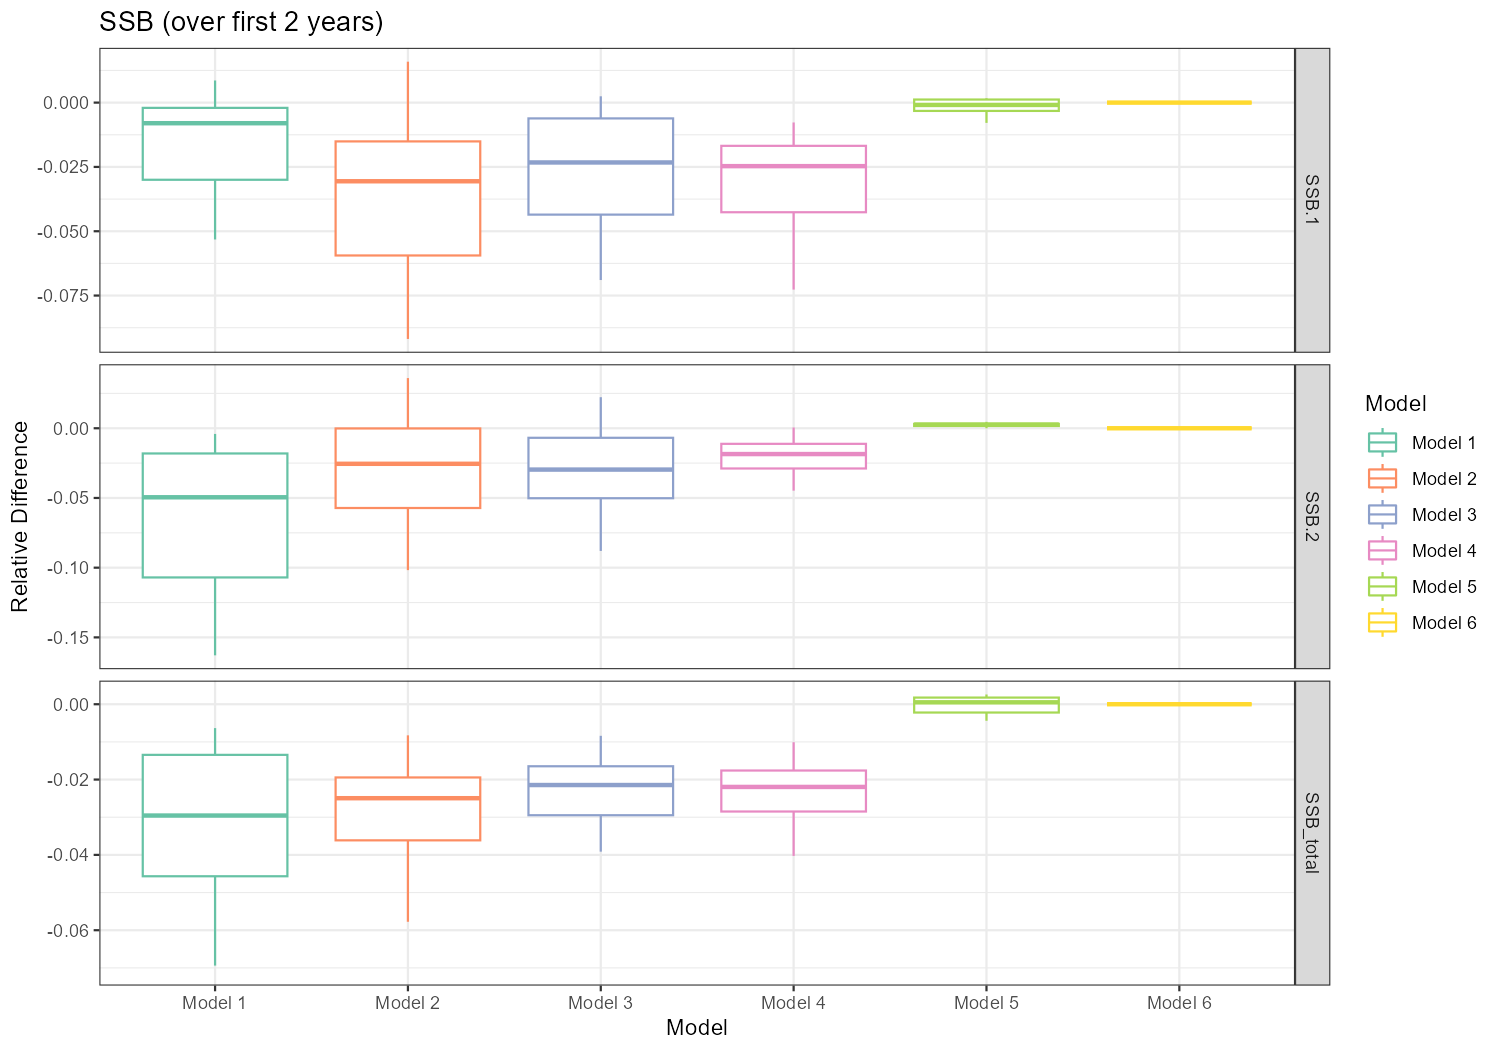 SSB (over first 2 years)
0.000
-0.025
-0.050
-0.075
SSB.1
0.00
-0.05
-0.10
-0.15
SSB.2
0.00
-0.02
-0.04
-0.06
SSB_total
Relative Difference
Model 1
Model 2
Model 3
Model 4
Model 5
Model 6
Model
Model
Model 1
Model 2
Model 3
Model 4
Model 5
Model 6